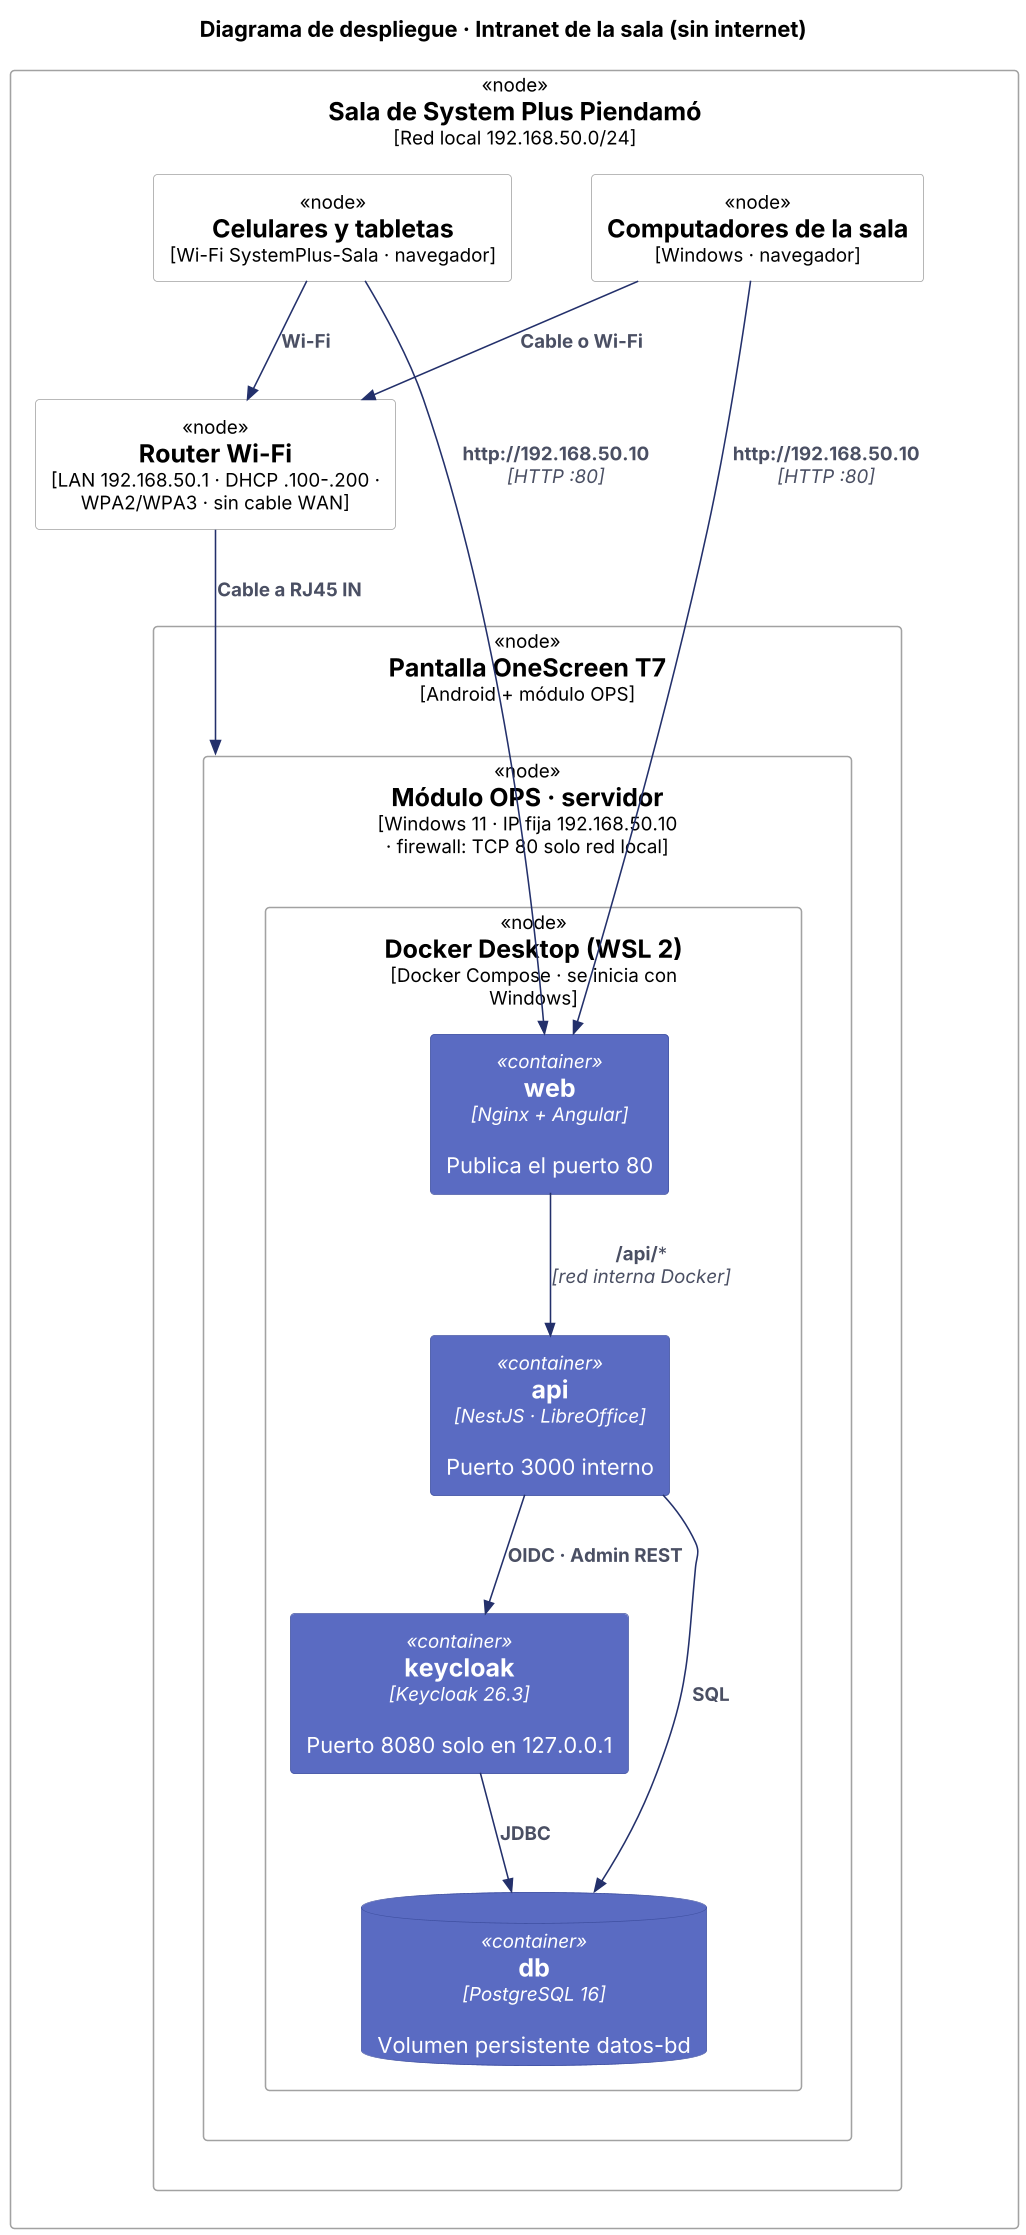 Diagrama de despliegue · Intranet de la sala (sin internet)
«node»
Sala de System Plus Piendamó
[Red local 192.168.50.0/24]
«node»
Celulares y tabletas
[Wi-Fi SystemPlus-Sala · navegador]
«node»
Computadores de la sala
[Windows · navegador]
Wi-Fi
Cable o Wi-Fi
«node»
Router Wi-Fi
[LAN 192.168.50.1 · DHCP .100-.200 ·
WPA2/WPA3 · sin cable WAN]
http://192.168.50.10
[HTTP :80]
http://192.168.50.10
[HTTP :80]
Cable a RJ45 IN
«node»
Pantalla OneScreen T7
[Android + módulo OPS]
«node»
Módulo OPS · servidor
[Windows 11 · IP fija 192.168.50.10
· firewall: TCP 80 solo red local]
«node»
Docker Desktop (WSL 2)
[Docker Compose · se inicia con
Windows]
«container»
web
[Nginx + Angular]
Publica el puerto 80
/api/*
[red interna Docker]
«container»
api
[NestJS · LibreOffice]
Puerto 3000 interno
OIDC · Admin REST
«container»
keycloak
[Keycloak 26.3]
Puerto 8080 solo en 127.0.0.1
SQL
JDBC
«container»
db
[PostgreSQL 16]
Volumen persistente datos-bd